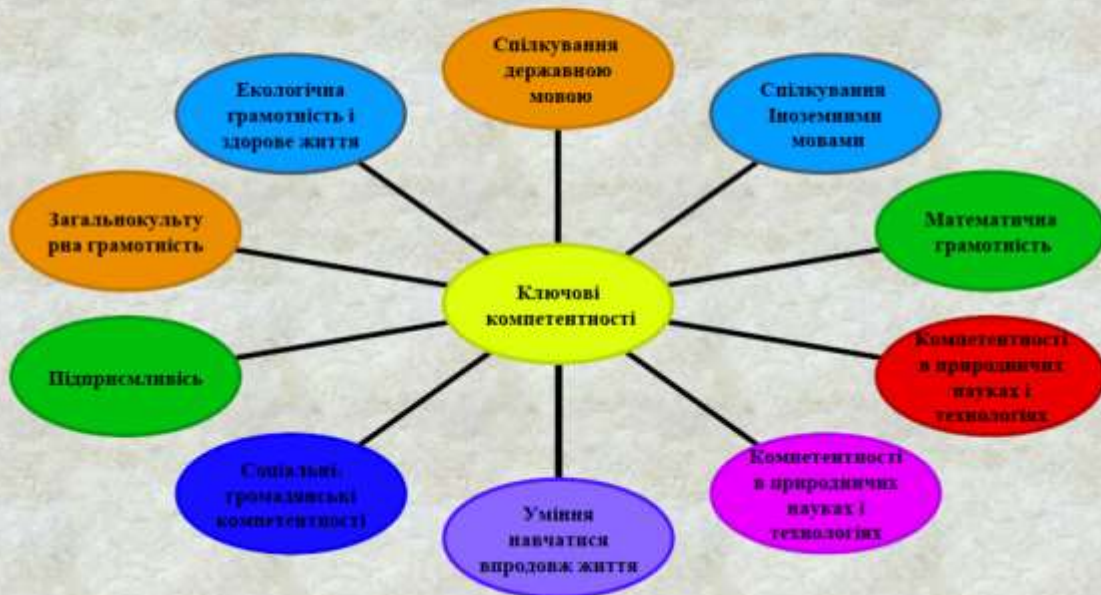 Спілкування
державною
мовою
Спілкування
Іноземними
мовами
Математична
грамотність
Компетентності
в природничих
науках і
технологіях
Компетентності
в природничих
науках і
технологіях
Уміння
навчатися
впродовж життя
Соціальні,
громадянські
компетентності
Підприємливісь
Загальнокульту
рна грамотність
Екологічна
грамотність і
здорове життя
Ключові
компетентності